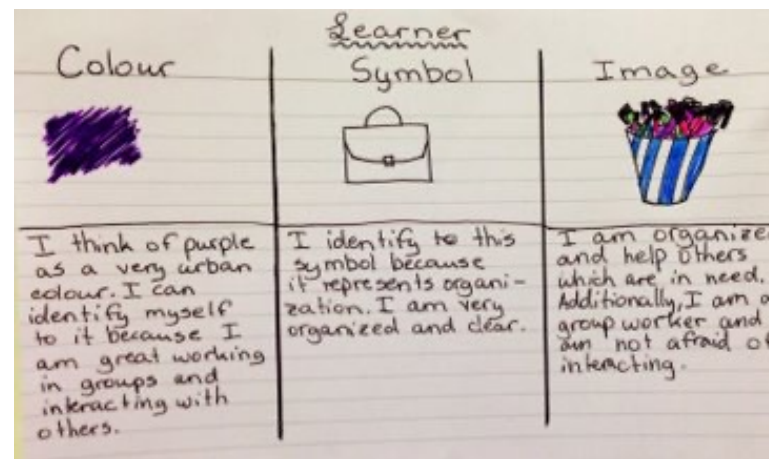 Learner
Colour
Symbol
Image
I think of purple
as a very urban
colour. I can
identify myself
to it because I
am great working
in groups and
interacting with
others.
I identify to this
symbol because
it represents organi-
zation. I am very
organized and clear.
I am organize
and help others
which are in need.
Additionally, I am a
group worker and
am not afraid of
interacting.